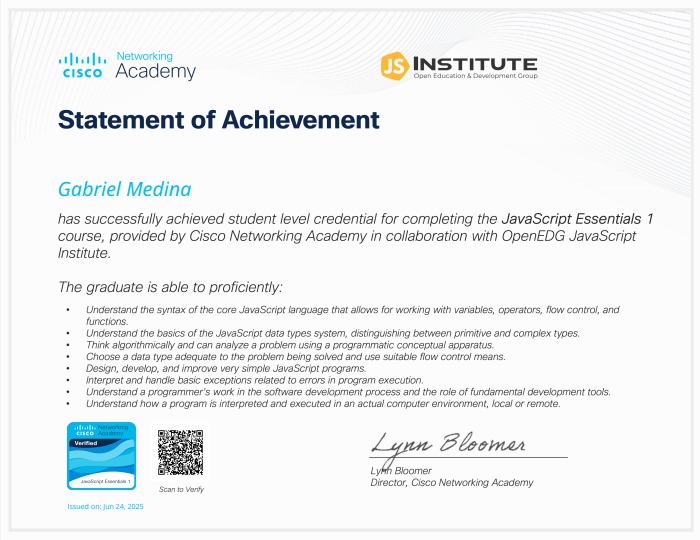 Networking
CISCO Academy
JS INSTITUTE
Open Education & Development Group
Statement of Achievement
Gabriel Medina
has successfully achieved student level credential for completing the JavaScript Essentials 1
course, provided by Cisco Networking Academy in collaboration with OpenEDG JavaScript
Institute.
The graduate is able to proficiently:
• Understand the syntax of the core JavaScript language that allows for working with variables, operators, flow control, and
functions.
• Understand the basics of the JavaScript data types system, distinguishing between primitive and complex types.
• Think algorithmically and can analyze a problem using a programmatic conceptual apparatus.
• Choose a data type adequate to the problem being solved and use suitable flow control means.
• Design, develop, and improve very simple JavaScript programs.
• Interpret and handle basic exceptions related to errors in program execution.
• Understand a programmer's work in the software development process and the role of fundamental development tools.
• Understand how a program is interpreted and executed in an actual computer environment, local or remote.
Networking
CISCO Academy
Verified
JavaScript Essentials 1
Scan to Verify
Issued on: Jun 24, 2025
Lynn Bloomer
Lynn Bloomer
Director, Cisco Networking Academy